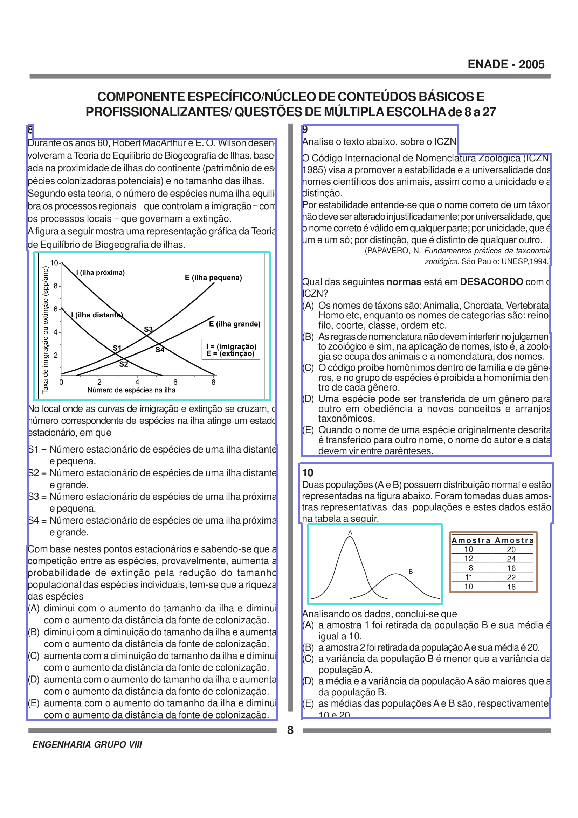 ENADE - 2005
COMPONENTE ESPECÍFICO/NÚCLEO DE CONTEÚDOS BÁSICOS E
PROFISSIONALIZANTES/ QUESTÕES DE MÚLTIPLA ESCOLHA de 8 a 27
8
Durante os anos 60, Robert MacArthur e E. O. Wilson desen-
volveram a Teoria de Equilíbrio de Biogeografia de Ilhas, base-
ada na proximidade de ilhas do continente (patrimônio de es-
pécies colonizadoras potenciais) e no tamanho das ilhas.
Segundo esta teoria, o número de espécies numa ilha equili-
bra os processos regionais – que controlam a imigração – com
os processos locais – que governam a extinção.
A figura a seguir mostra uma representação gráfica da Teoria
de Equilíbrio de Biogeografia de ilhas.
Taxa de imigração ou extinção (spp/ano)
10
8
6
4
2
I (ilha próxima)
E (ilha pequena)
I (ilha distante)
E (ilha grande)
S3
S1
S4
S2
I = (imigração)
E = (extinção)
0 2 4 6 8
Número de espécies na ilha
No local onde as curvas de imigração e extinção se cruzam, o
número correspondente de espécies na ilha atinge um estado
estacionário, em que
S1 = Número estacionário de espécies de uma ilha distante
e pequena.
S2 = Número estacionário de espécies de uma ilha distante
e grande.
S3 = Número estacionário de espécies de uma ilha próxima
e pequena.
S4 = Número estacionário de espécies de uma ilha próxima
e grande.
Com base nestes pontos estacionários e sabendo-se que a
competição entre as espécies, provavelmente, aumenta a
probabilidade de extinção pela redução do tamanho
populacional das espécies individuais, tem-se que a riqueza
das espécies
(A) diminui com o aumento do tamanho da ilha e diminui
com o aumento da distância da fonte de colonização.
(B) diminui com a diminuição do tamanho da ilha e aumenta
com o aumento da distância da fonte de colonização.
(C) aumenta com a diminuição do tamanho da ilha e diminui
com o aumento da distância da fonte de colonização.
(D) aumenta com o aumento do tamanho da ilha e aumenta
com o aumento da distância da fonte de colonização.
(E) aumenta com o aumento do tamanho da ilha e diminui
com o aumento da distância da fonte de colonização.
9
Analise o texto abaixo, sobre o ICZN.
O Código Internacional de Nomenclatura Zoológica (ICZN,
1985) visa a promover a estabilidade e a universalidade dos
nomes científicos dos animais, assim como a unicidade e a
distinção.
Por estabilidade entende-se que o nome correto de um táxon
não deve ser alterado injustificadamente; por universalidade, que
o nome correto é válido em qualquer parte; por unicidade, que é
um e um só; por distinção, que é distinto de qualquer outro.
(PAPAVERO, N. Fundamentos práticos de taxonomia
zoológica. São Paulo: UNESP,1994.)
Qual das seguintes normas está em DESACORDO com o
ICZN?
(A) Os nomes de táxons são: Animalia, Chordata, Vertebrata,
Homo etc, enquanto os nomes de categorias são: reino,
filo, coorte, classe, ordem etc.
(B) As regras de nomenclatura não devem interferir no julgamen-
to zoológico e sim, na aplicação de nomes, isto é, a zoolo-
gia se ocupa dos animais e a nomenclatura, dos nomes.
(C) O código proíbe homônimos dentro de família e de gêne-
ros, e no grupo de espécies é proibida a homonímia den-
tro de cada gênero.
(D) Uma espécie pode ser transferida de um gênero para
outro em obediência a novos conceitos e arranjos
taxonômicos.
(E) Quando o nome de uma espécie originalmente descrita
é transferido para outro nome, o nome do autor e a data
devem vir entre parênteses.
10
Duas populações (A e B) possuem distribuição normal e estão
representadas na figura abaixo. Foram tomadas duas amos-
tras representativas das populações e estes dados estão
na tabela a seguir.
A
B
Amostra Amostra
10 20
12 24
8 16
11 22
10 18
Analisando os dados, conclui-se que
(A) a amostra 1 foi retirada da população B e sua média é
igual a 10.
(B) a amostra 2 foi retirada da população A e sua média é 20.
(C) a variância da população B é menor que a variância da
população A.
(D) a média e a variância da população A são maiores que a
da população B.
(E) as médias das populações A e B são, respectivamente,
10 e 20.
8
ENGENHARIA GRUPO VIII